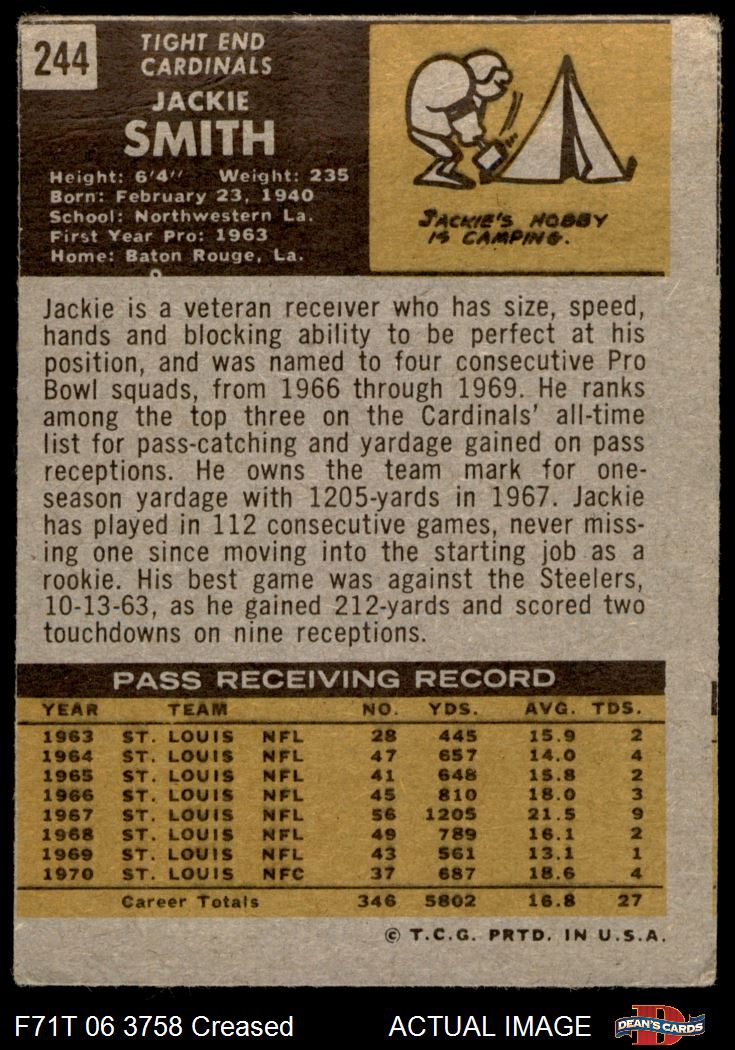 244
TIGHT END
CARDINALS
JACKIE
SMITH
Height: 6'4" Weight: 235
Born: February 23, 1940
School: Northwestern La.
First Year Pro: 1963
Home: Baton Rouge, La.
JACKIE'S HOBBY
IS CAMPING.
Jackie is a veteran receiver who has size, speed,
hands and blocking ability to be perfect at his
position, and was named to four consecutive Pro
Bowl squads, from 1966 through 1969. He ranks
among the top three on the Cardinals' all-time
list for pass-catching and yardage gained on pass
receptions. He owns the team mark for one-
season yardage with 1205-yards in 1967. Jackie
has played in 112 consecutive games, never miss-
ing one since moving into the starting job as a
rookie. His best game was against the Steelers,
10-13-63, as he gained 212-yards and scored two
touchdowns on nine receptions.
PASS RECEIVING RECORD
YEAR TEAM NO. YDS. AVG. TDS.
1963 ST. LOUIS NFL 28 445 15.9 2
1964 ST. LOUIS NFL 47 657 14.0 4
1965 ST. LOUIS NFL 41 648 15.8 2
1966 ST. LOUIS NFL 45 810 18.0 3
1967 ST. LOUIS NFL 56 1205 21.5 9
1968 ST. LOUIS NFL 49 789 16.1 2
1969 ST. LOUIS NFL 43 561 13.1 1
1970 ST. LOUIS NFC 37 687 18.6 4
Career Totals 346 5802 16.8 27
© T.C.G. PRTD. IN U.S.A.
F71T 06 3758 Creased ACTUAL IMAGE DEAN'S CARDS